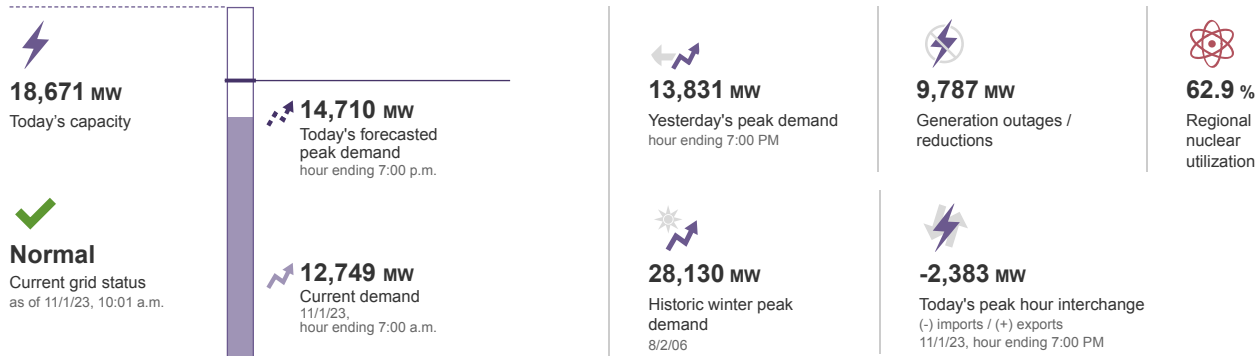 18,671 MW
Today's capacity
Normal
Current grid status
as of 11/1/23, 10:01 a.m.
14,710 MW
Today's forecasted
peak demand
hour ending 7:00 p.m.
12,749 MW
Current demand
11/1/23,
hour ending 7:00 a.m.
13,831 MW
Yesterday's peak demand
hour ending 7:00 PM
9,787 MW
Generation outages /
reductions
62.9 %
Regional
nuclear
utilization
28,130 MW
Historic winter peak
demand
8/2/06
-2,383 MW
Today's peak hour interchange
(-) imports / (+) exports
11/1/23, hour ending 7:00 PM